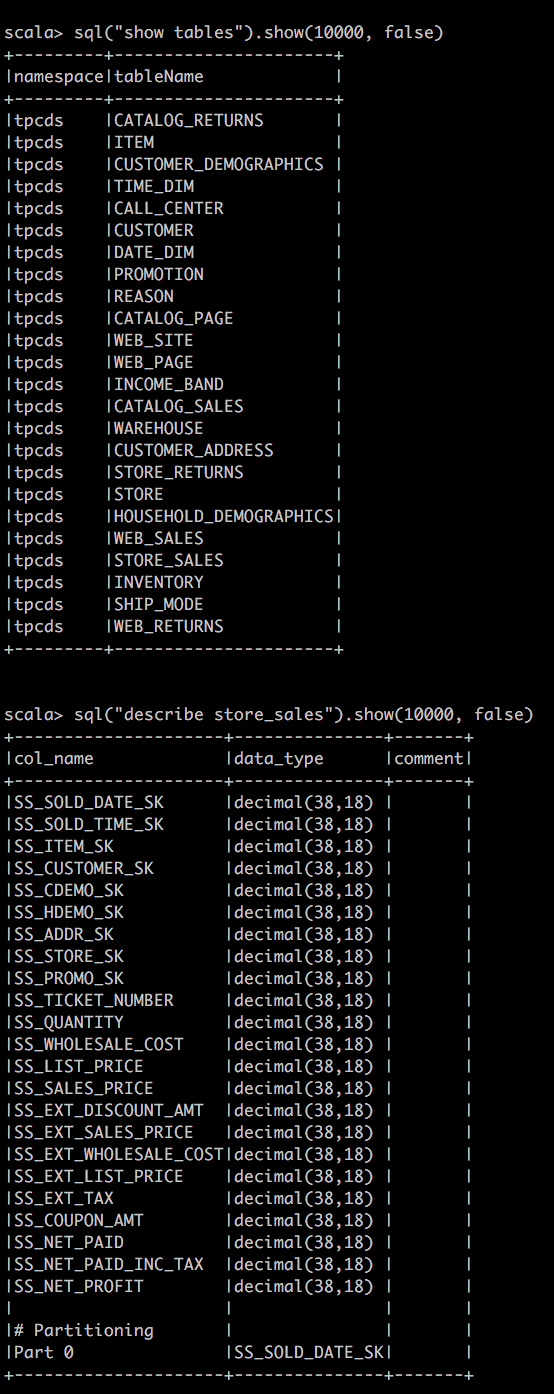 scala> sql("show tables").show(10000, false)
+---------+----------------------+
|namespace|tableName             |
+---------+----------------------+
|tpcds    |CATALOG_RETURNS       |
|tpcds    |ITEM                  |
|tpcds    |CUSTOMER_DEMOGRAPHICS |
|tpcds    |TIME_DIM              |
|tpcds    |CALL_CENTER           |
|tpcds    |CUSTOMER              |
|tpcds    |DATE_DIM              |
|tpcds    |PROMOTION             |
|tpcds    |REASON                |
|tpcds    |CATALOG_PAGE          |
|tpcds    |WEB_SITE              |
|tpcds    |WEB_PAGE              |
|tpcds    |INCOME_BAND           |
|tpcds    |CATALOG_SALES         |
|tpcds    |WAREHOUSE             |
|tpcds    |CUSTOMER_ADDRESS      |
|tpcds    |STORE_RETURNS         |
|tpcds    |STORE                 |
|tpcds    |HOUSEHOLD_DEMOGRAPHICS|
|tpcds    |WEB_SALES             |
|tpcds    |STORE_SALES           |
|tpcds    |INVENTORY             |
|tpcds    |SHIP_MODE             |
|tpcds    |WEB_RETURNS           |
+---------+----------------------+
scala> sql("describe store_sales").show(10000, false)
+---------------------+---------------+-------+
|col_name             |data_type      |comment|
+---------------------+---------------+-------+
|SS_SOLD_DATE_SK      |decimal(38,18) |       |
|SS_SOLD_TIME_SK      |decimal(38,18) |       |
|SS_ITEM_SK           |decimal(38,18) |       |
|SS_CUSTOMER_SK       |decimal(38,18) |       |
|SS_CDEMO_SK          |decimal(38,18) |       |
|SS_HDEMO_SK          |decimal(38,18) |       |
|SS_ADDR_SK           |decimal(38,18) |       |
|SS_STORE_SK          |decimal(38,18) |       |
|SS_PROMO_SK          |decimal(38,18) |       |
|SS_TICKET_NUMBER     |decimal(38,18) |       |
|SS_QUANTITY          |decimal(38,18) |       |
|SS_WHOLESALE_COST    |decimal(38,18) |       |
|SS_LIST_PRICE        |decimal(38,18) |       |
|SS_SALES_PRICE       |decimal(38,18) |       |
|SS_EXT_DISCOUNT_AMT  |decimal(38,18) |       |
|SS_EXT_SALES_PRICE   |decimal(38,18) |       |
|SS_EXT_WHOLESALE_COST|decimal(38,18) |       |
|SS_EXT_LIST_PRICE    |decimal(38,18) |       |
|SS_EXT_TAX           |decimal(38,18) |       |
|SS_COUPON_AMT        |decimal(38,18) |       |
|SS_NET_PAID          |decimal(38,18) |       |
|SS_NET_PAID_INC_TAX  |decimal(38,18) |       |
|SS_NET_PROFIT        |decimal(38,18) |       |
|                     |               |       |
|# Partitioning       |               |       |
|Part 0               |SS_SOLD_DATE_SK|       |
+---------------------+---------------+-------+